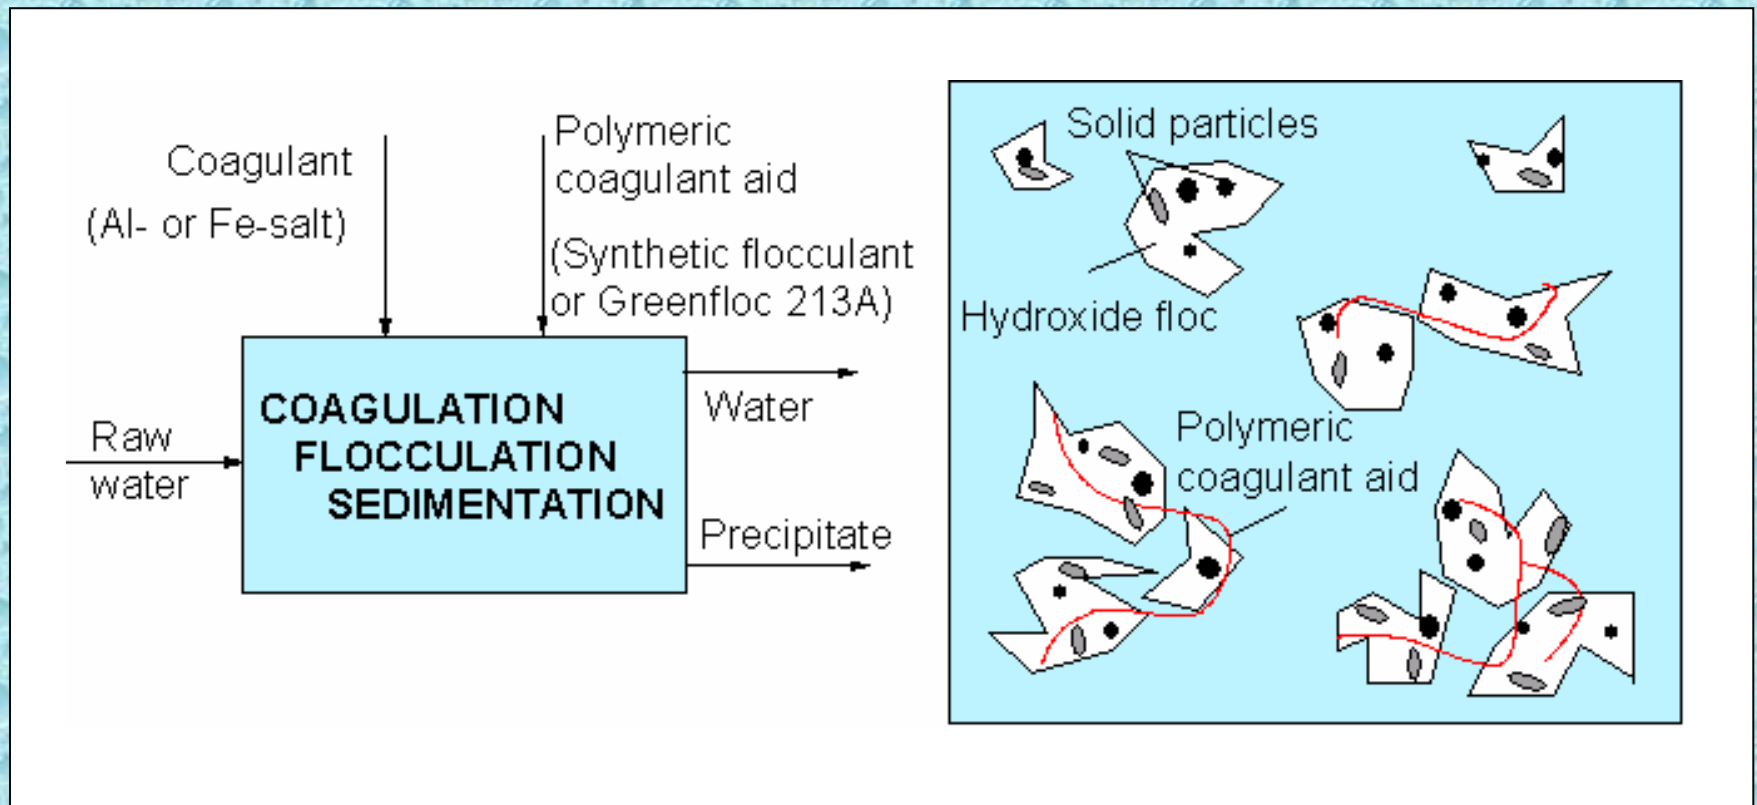 Coagulant
(Al- or Fe-salt)
Polymeric
coagulant aid
(Synthetic flocculant
or Greenfloc 213A)
Raw
water
COAGULATION
FLOCCULATION
SEDIMENTATION
Water
Precipitate
Solid particles
Hydroxide floc
Polymeric
coagulant aid